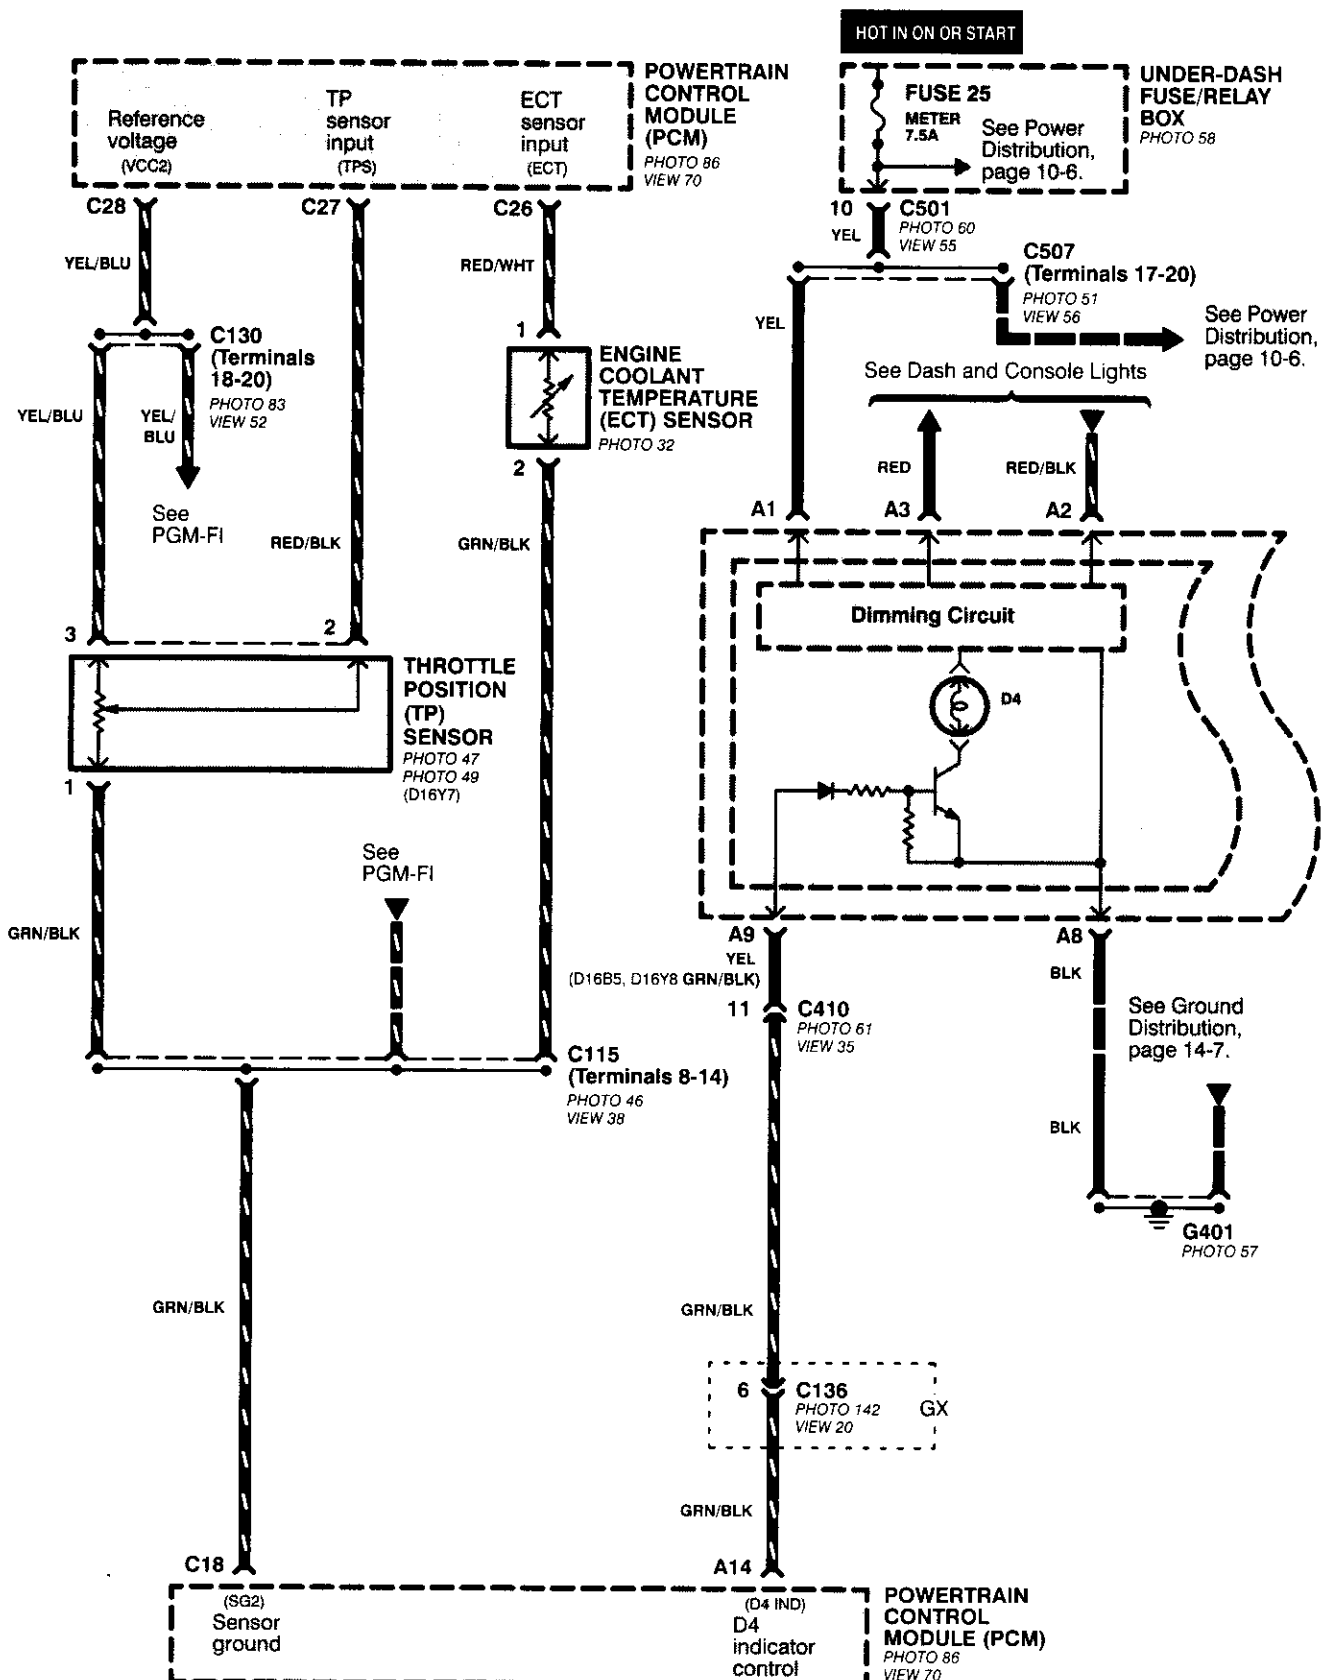 HOT IN ON OR START
POWERTRAIN
CONTROL
MODULE
(PCM)
PHOTO 86
VIEW 70
Reference
voltage
(VCC2)
TP
sensor
input
(TPS)
ECT
sensor
input
(ECT)
UNDER-DASH
FUSE/RELAY
BOX
PHOTO 58
FUSE 25
METER
7.5A
See Power
Distribution,
page 10-6.
C28
C27
C26
10
C501
PHOTO 60
VIEW 55
YEL
YEL/BLU
RED/WHT
C507
(Terminals 17-20)
PHOTO 51
VIEW 56
YEL
See Power
Distribution,
page 10-6.
1
C130
(Terminals
18-20)
PHOTO 83
VIEW 52
ENGINE
COOLANT
TEMPERATURE
(ECT) SENSOR
PHOTO 32
See Dash and Console Lights
YEL/BLU
YEL/
BLU
2
RED
RED/BLK
See
PGM-FI
RED/BLK
GRN/BLK
A1
A3
A2
Dimming Circuit
3
2
THROTTLE
POSITION
(TP)
SENSOR
PHOTO 47
PHOTO 49
(D16Y7)
D4
1
See
PGM-FI
GRN/BLK
A9
YEL
(D16B5, D16Y8 GRN/BLK)
A8
BLK
11
C410
PHOTO 61
VIEW 35
See Ground
Distribution,
page 14-7.
C115
(Terminals 8-14)
PHOTO 46
VIEW 38
BLK
G401
PHOTO 57
GRN/BLK
GRN/BLK
6
C136
PHOTO 142
VIEW 20
GX
GRN/BLK
C18
A14
(SG2)
Sensor
ground
(D4 IND)
D4
indicator
control
POWERTRAIN
CONTROL
MODULE (PCM)
PHOTO 86
VIEW 70